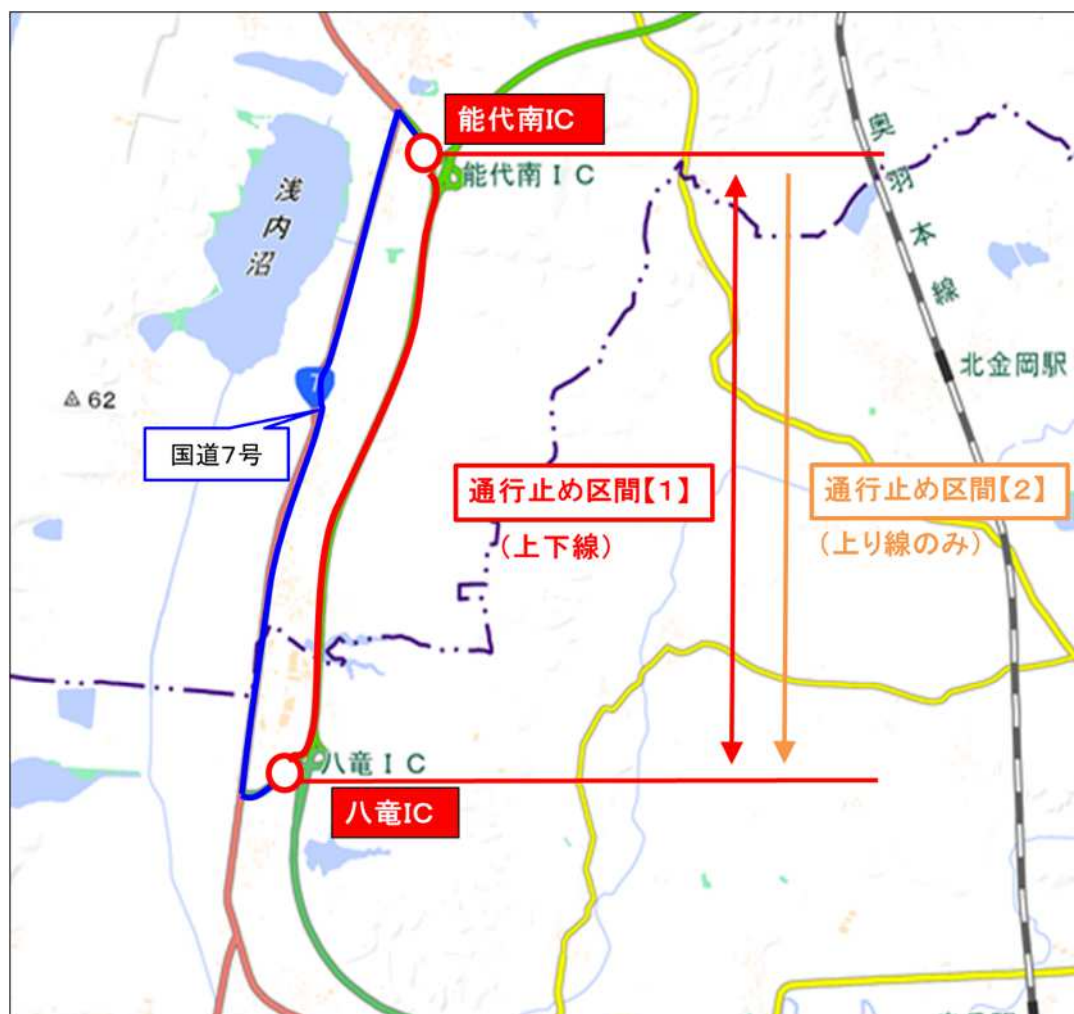 能代南IC
能代南IC
奥羽本線
浅内沼
7
北金岡駅
62
国道7号
通行止め区間【1】
(上下線)
通行止め区間【2】
(上り線のみ)
八竜IC
八竜IC